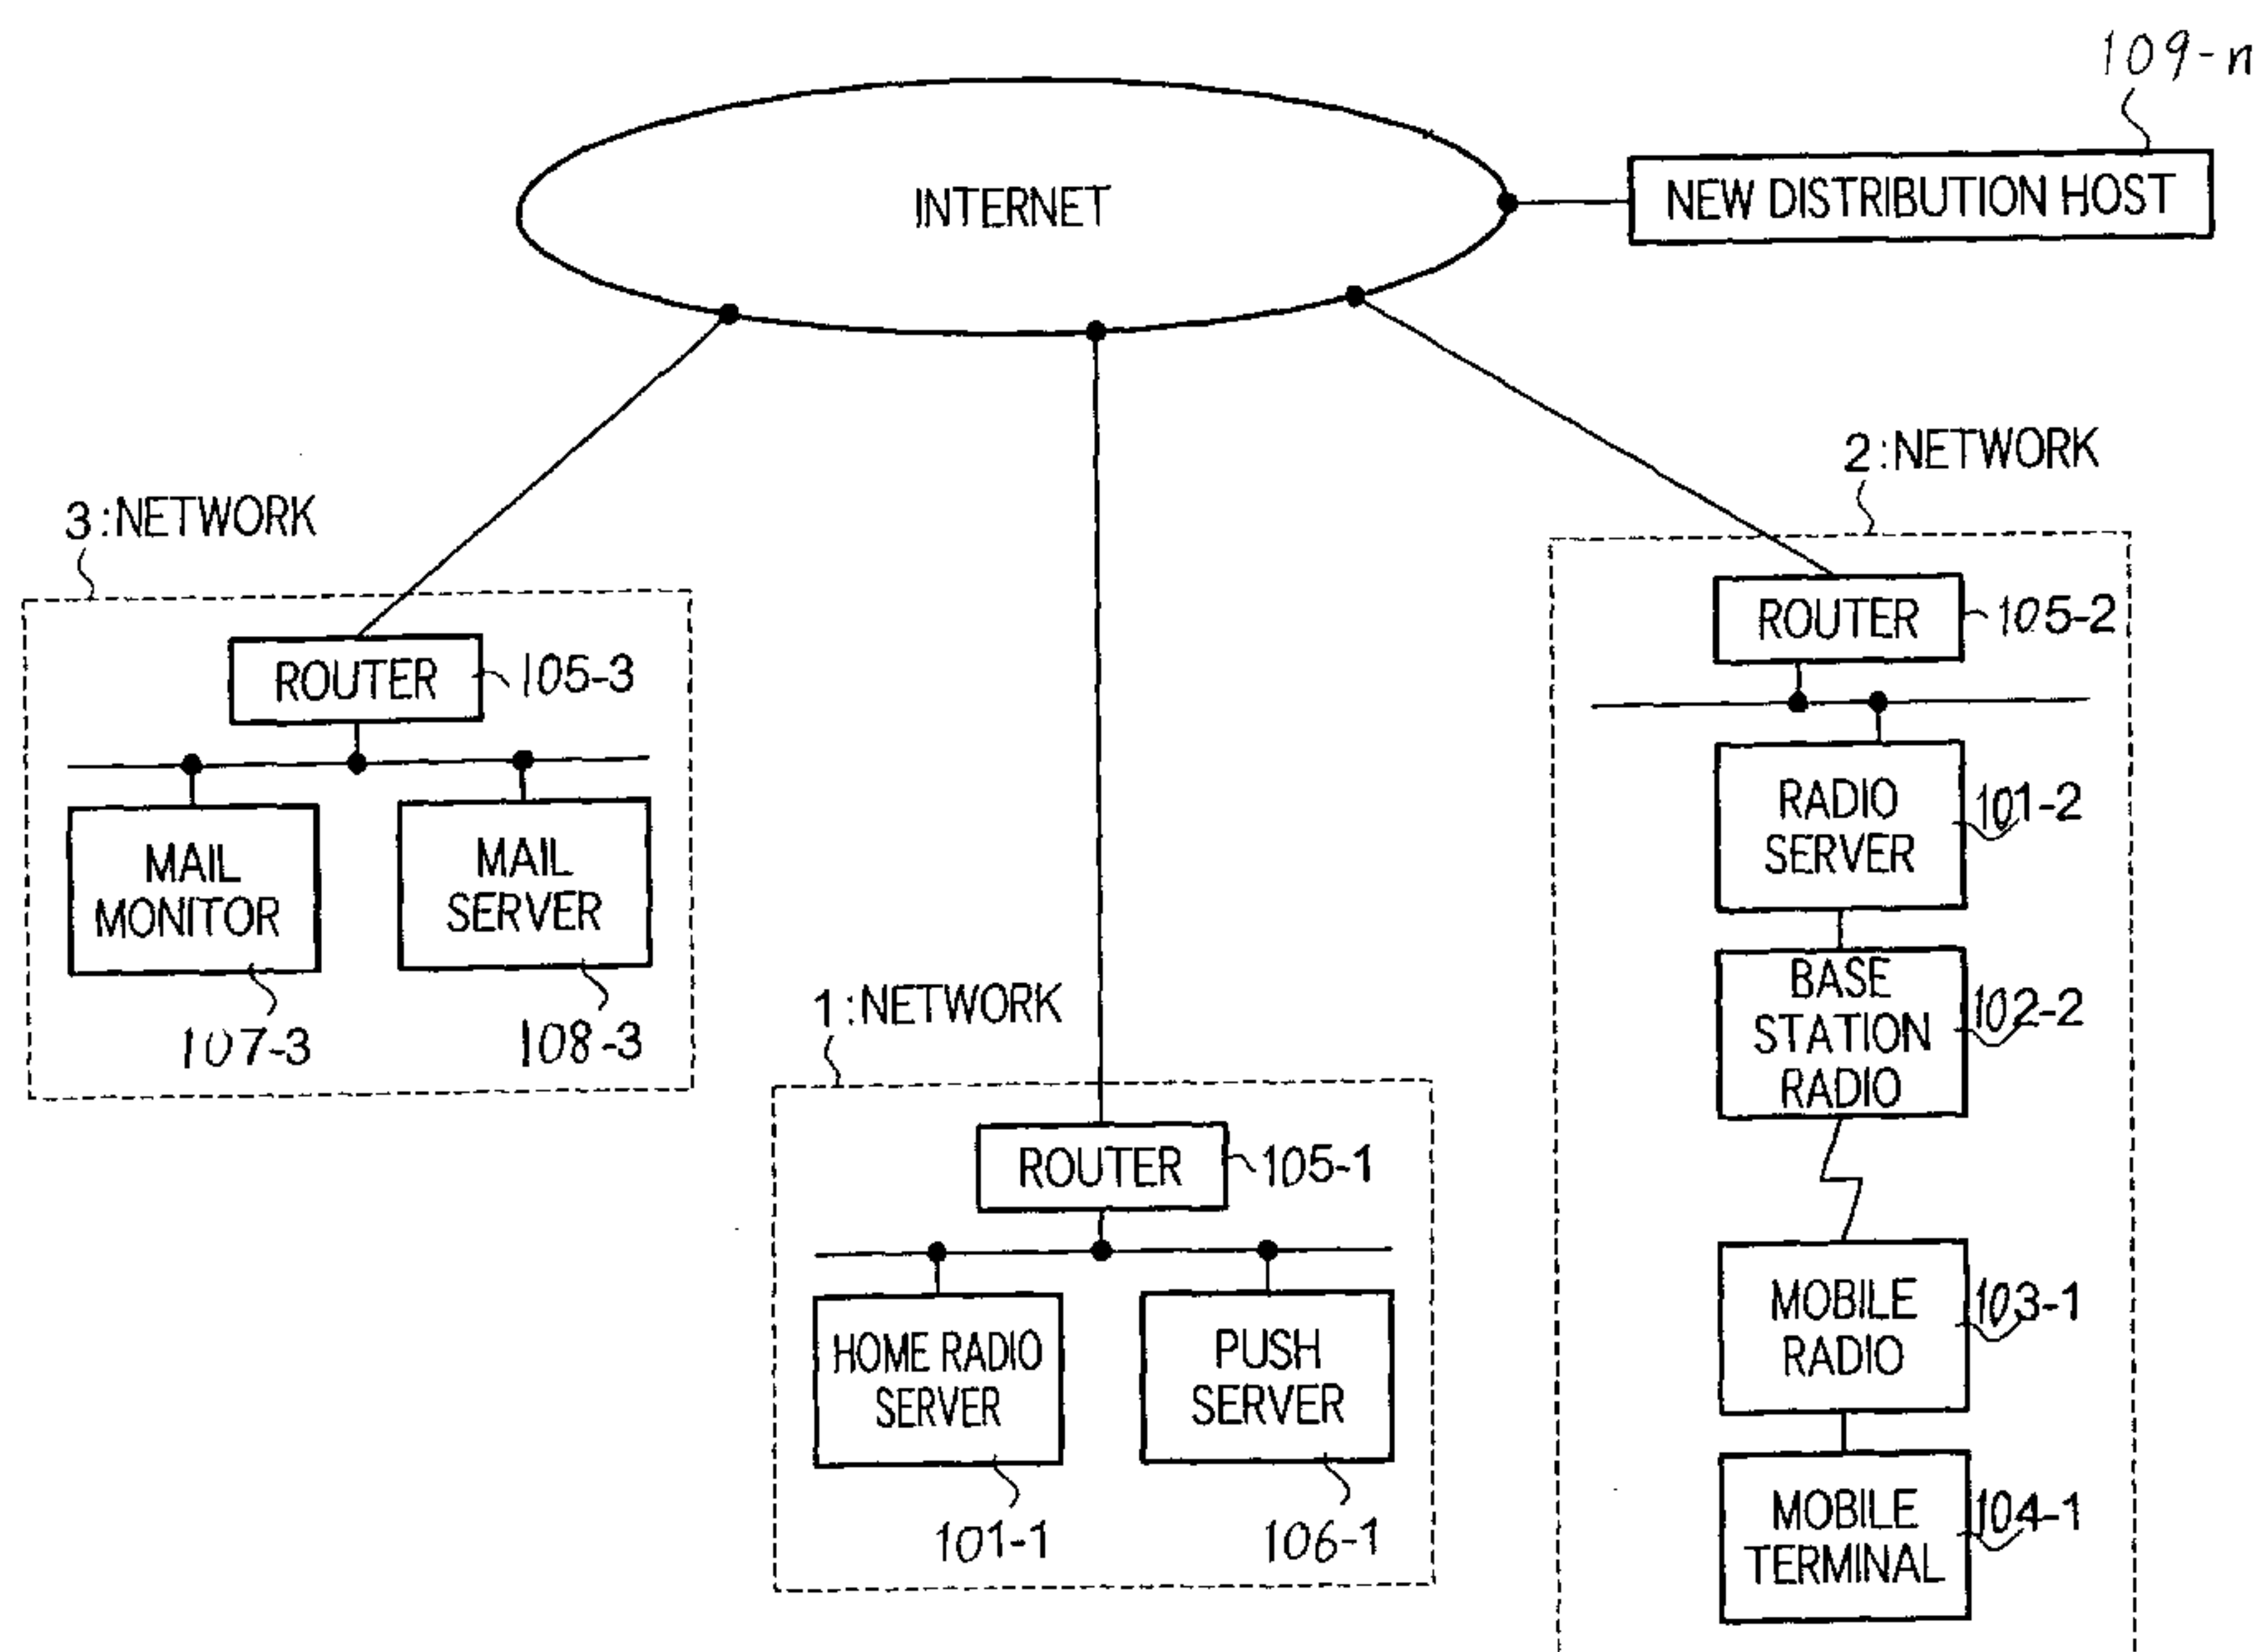 109-n
INTERNET
NEW DISTRIBUTION HOST
2:NETWORK
3:NETWORK
ROUTER
105-2
ROUTER
105-3
RADIO
SERVER
101-2
MAIL
MONITOR
MAIL
SERVER
107-3
108-3
BASE
STATION
RADIO
102-2
1:NETWORK
ROUTER
105-1
MOBILE
RADIO
103-1
HOME RADIO
SERVER
PUSH
SERVER
101-1
106-1
MOBILE
TERMINAL
104-1